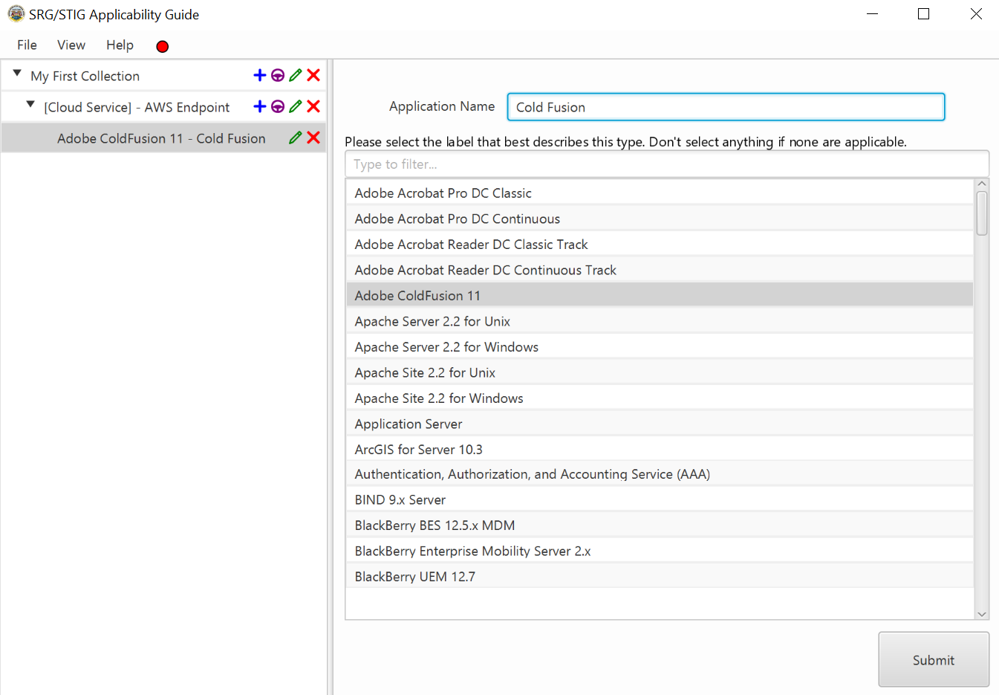 SRG/STIG Applicability Guide
File View Help
My First Collection
[Cloud Service] - AWS Endpoint
Adobe ColdFusion 11 - Cold Fusion
Application Name Cold Fusion
Please select the label that best describes this type. Don't select anything if none are applicable.
Type to filter...
Adobe Acrobat Pro DC Classic
Adobe Acrobat Pro DC Continuous
Adobe Acrobat Reader DC Classic Track
Adobe Acrobat Reader DC Continuous Track
Adobe ColdFusion 11
Apache Server 2.2 for Unix
Apache Server 2.2 for Windows
Apache Site 2.2 for Unix
Apache Site 2.2 for Windows
Application Server
ArcGIS for Server 10.3
Authentication, Authorization, and Accounting Service (AAA)
BIND 9.x Server
BlackBerry BES 12.5.x MDM
BlackBerry Enterprise Mobility Server 2.x
BlackBerry UEM 12.7
Submit